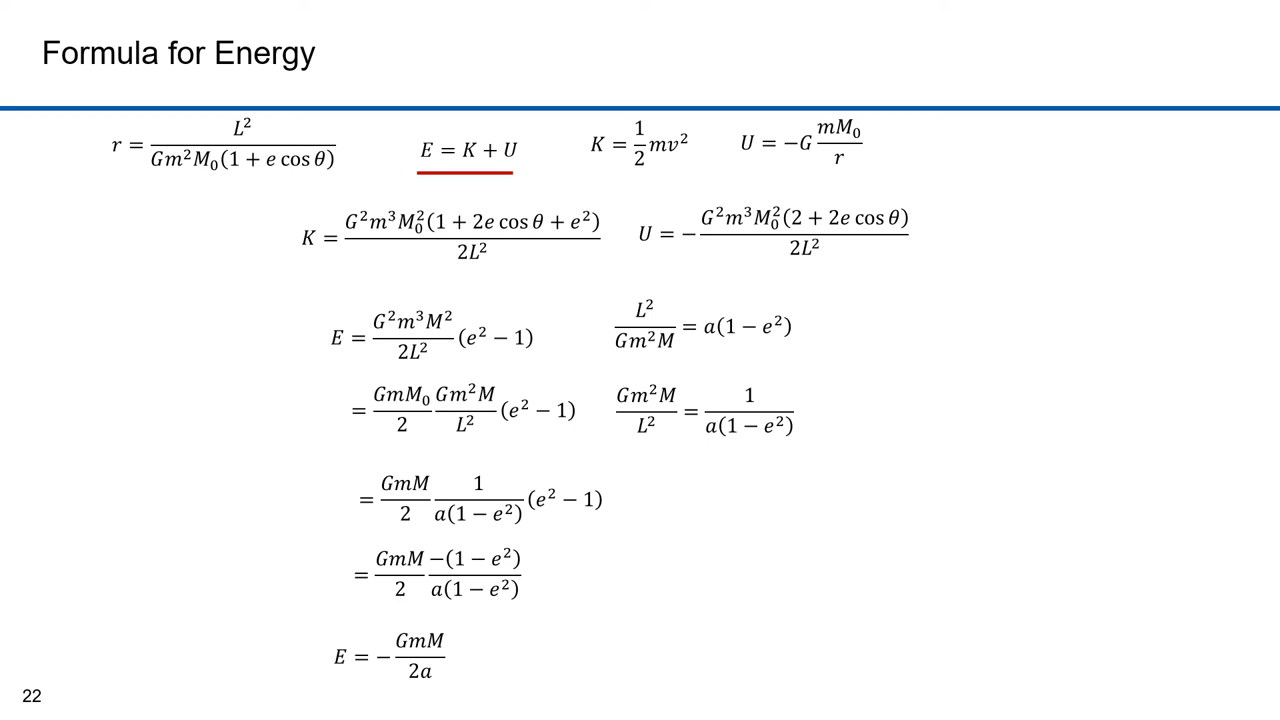 Formula for Energy
r = L² / (Gm²M₀(1 + e cos θ))
E = K + U
K = 1/2 mv²
U = −G mM₀/r
K = G²m³M₀²(1 + 2e cos θ + e²) / 2L²
U = − G²m³M₀²(2 + 2e cos θ) / 2L²
E = G²m³M²/2L² (e² − 1)
L²/Gm²M = a(1 − e²)
= GmM₀/2 Gm²M/L² (e² − 1)
Gm²M/L² = 1/a(1 − e²)
= GmM/2 1/a(1 − e²) (e² − 1)
= GmM/2 −(1 − e²)/a(1 − e²)
E = − GmM/2a
22